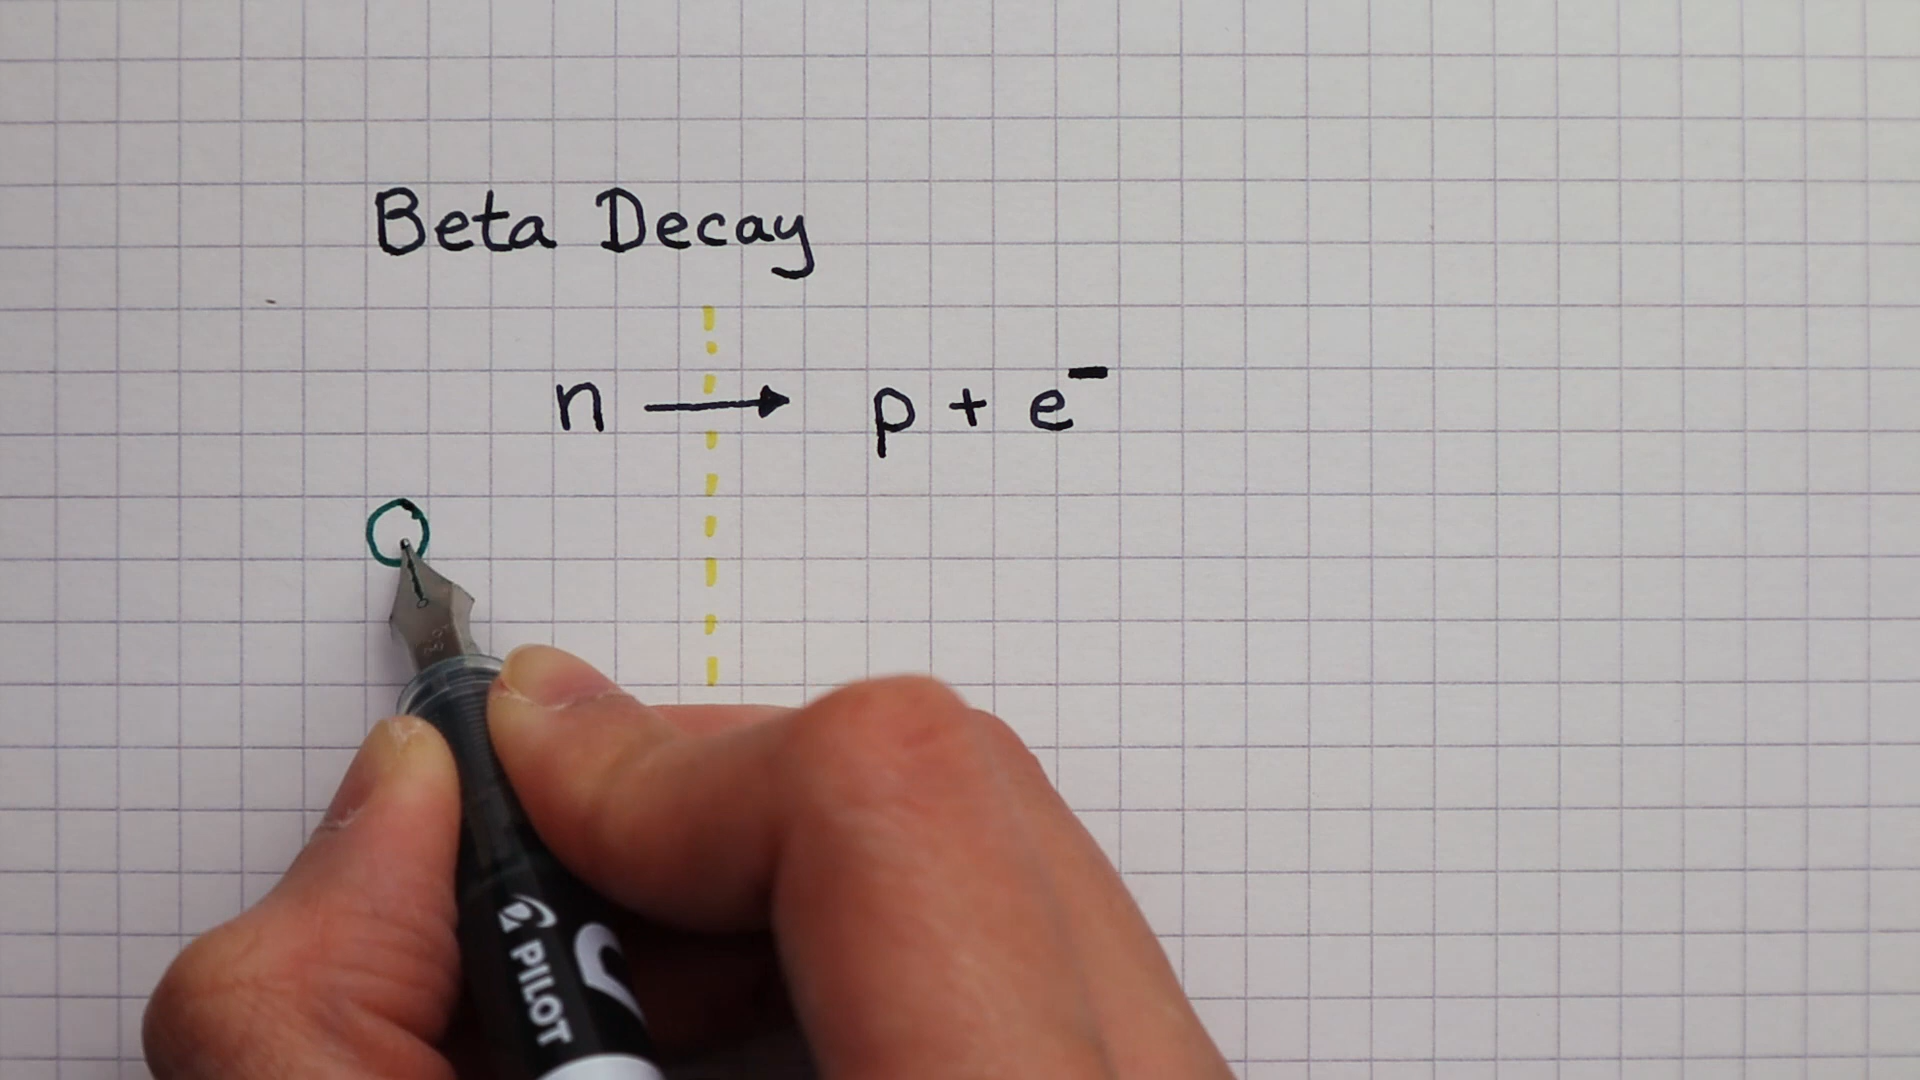 Beta Decay
n → p + e⁻
PILOT